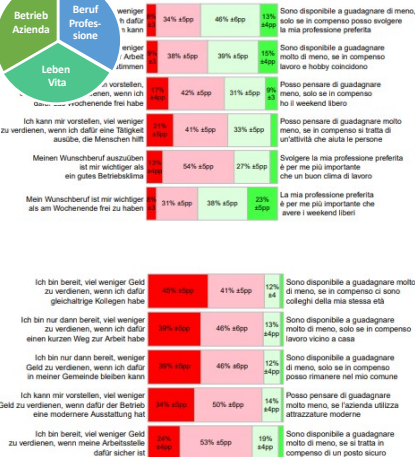 Betrieb
Azienda
Beruf
Profes-
sione
Leben
Vita
weniger
dafür
kann
34% ±5pp
46% ±6pp
13%
±4pp
Sono disponibile a guadagnare di meno,
solo se in compenso posso svolgere
la mia professione preferita
weniger
Arbeit
stimmen
38% ±5pp
39% ±5pp
15%
±4pp
Sono disponibile a guadagnare
molto di meno, se in compenso
lavoro e hobby coincidono
vorstellen,
Wochenende frei habe
42% ±5pp
31% ±5pp
9%
±3
Posso pensare di guadagnare
meno, solo se in compenso
ho il weekend libero
Ich kann mir vorstellen, viel weniger
zu verdienen, wenn ich dafür eine Tätigkeit
ausübe, die Menschen hilft
21%
±5pp
41% ±5pp
33% ±5pp
Posso pensare di guadagnare molto
meno, se in compenso si tratta di
un'attività che aiuta le persone
Meinen Wunschberuf auszuüben
ist mir wichtiger als
ein gutes Betriebsklima
54% ±5pp
27% ±5pp
Svolgere la mia professione preferita
è per me più importante
che un buon clima di lavoro
Mein Wunschberuf ist mir wichtiger
als am Wochenende frei zu haben
31% ±5pp
38% ±5pp
23%
±5pp
La mia professione preferita
è per me più importante che
avere i weekend liberi
Ich bin bereit, viel weniger Geld
zu verdienen, wenn ich dafür
gleichaltrige Kollegen habe
41% ±5pp
12%
±4
Sono disponibile a guadagnare molto
di meno, se in compenso ci sono
colleghi della mia stessa età
Ich bin nur dann bereit, weniger
zu verdienen, wenn ich dafür
einen kurzen Weg zur Arbeit habe
46% ±6pp
13%
±4pp
Sono disponibile a guadagnare
molto di meno, solo se in compenso
lavoro vicino a casa
Ich bin nur dann bereit, weniger
Geld zu verdienen, wenn ich dafür
in meiner Gemeinde bleiben kann
46% ±6pp
12%
±4pp
Sono disponibile a guadagnare
di meno, solo se in compenso
posso rimanere nel mio comune
Ich kann mir vorstellen, viel weniger
Geld zu verdienen, wenn dafür der Betrieb
eine modernere Ausstattung hat
34% ±5pp
50% ±6pp
14%
±4pp
Posso pensare di guadagnare
molto meno, se l'azienda utilizza
attrazzature moderne
Ich bin bereit, viel weniger Geld
zu verdienen, wenn meine Arbeitsstelle
dafür sicher ist
24%
±4pp
53% ±5pp
19%
±4pp
Sono disponibile a guadagnare
molto di meno, se si tratta in
compenso di un posto sicuro